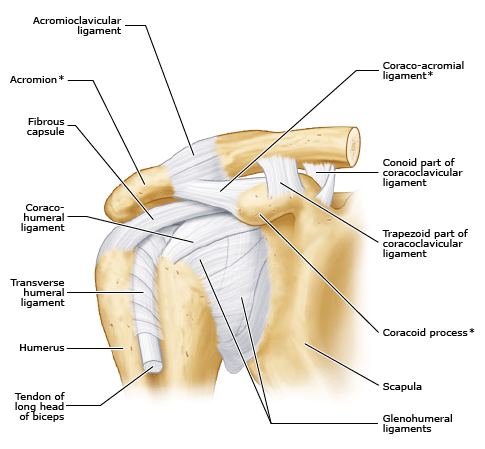 Acromioclavicular
ligament
Acromion*
Fibrous
capsule
Coraco-
humeral
ligament
Transverse
humeral
ligament
Humerus
Tendon of
long head
of biceps
Coraco-acromial
ligament*
Conoid part of
coracoclavicular
ligament
Trapezoid part of
coracoclavicular
ligament
Coracoid process*
Scapula
Glenohumeral
ligaments